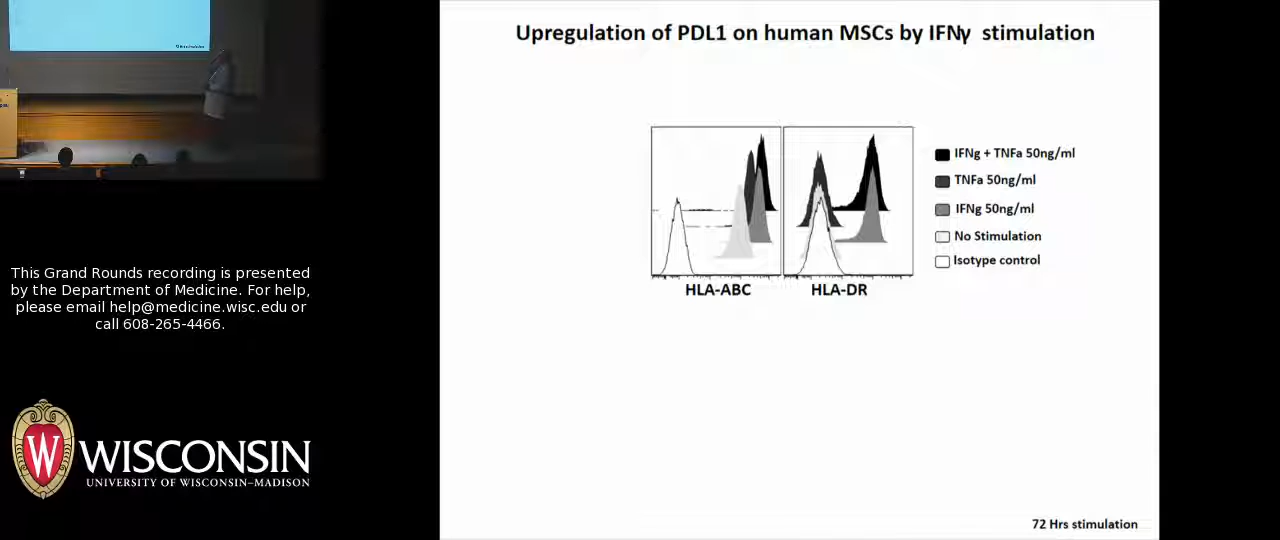 Upregulation of PDL1 on human MSCs by IFNγ stimulation
IFNg + TNFa 50ng/ml
TNFa 50ng/ml
IFNg 50ng/ml
No Stimulation
Isotype control
HLA-ABC
HLA-DR
72 Hrs stimulation
This Grand Rounds recording is presented
by the Department of Medicine. For help,
please email help@medicine.wisc.edu or
call 608-265-4466.
W
WISCONSIN
UNIVERSITY OF WISCONSIN–MADISON